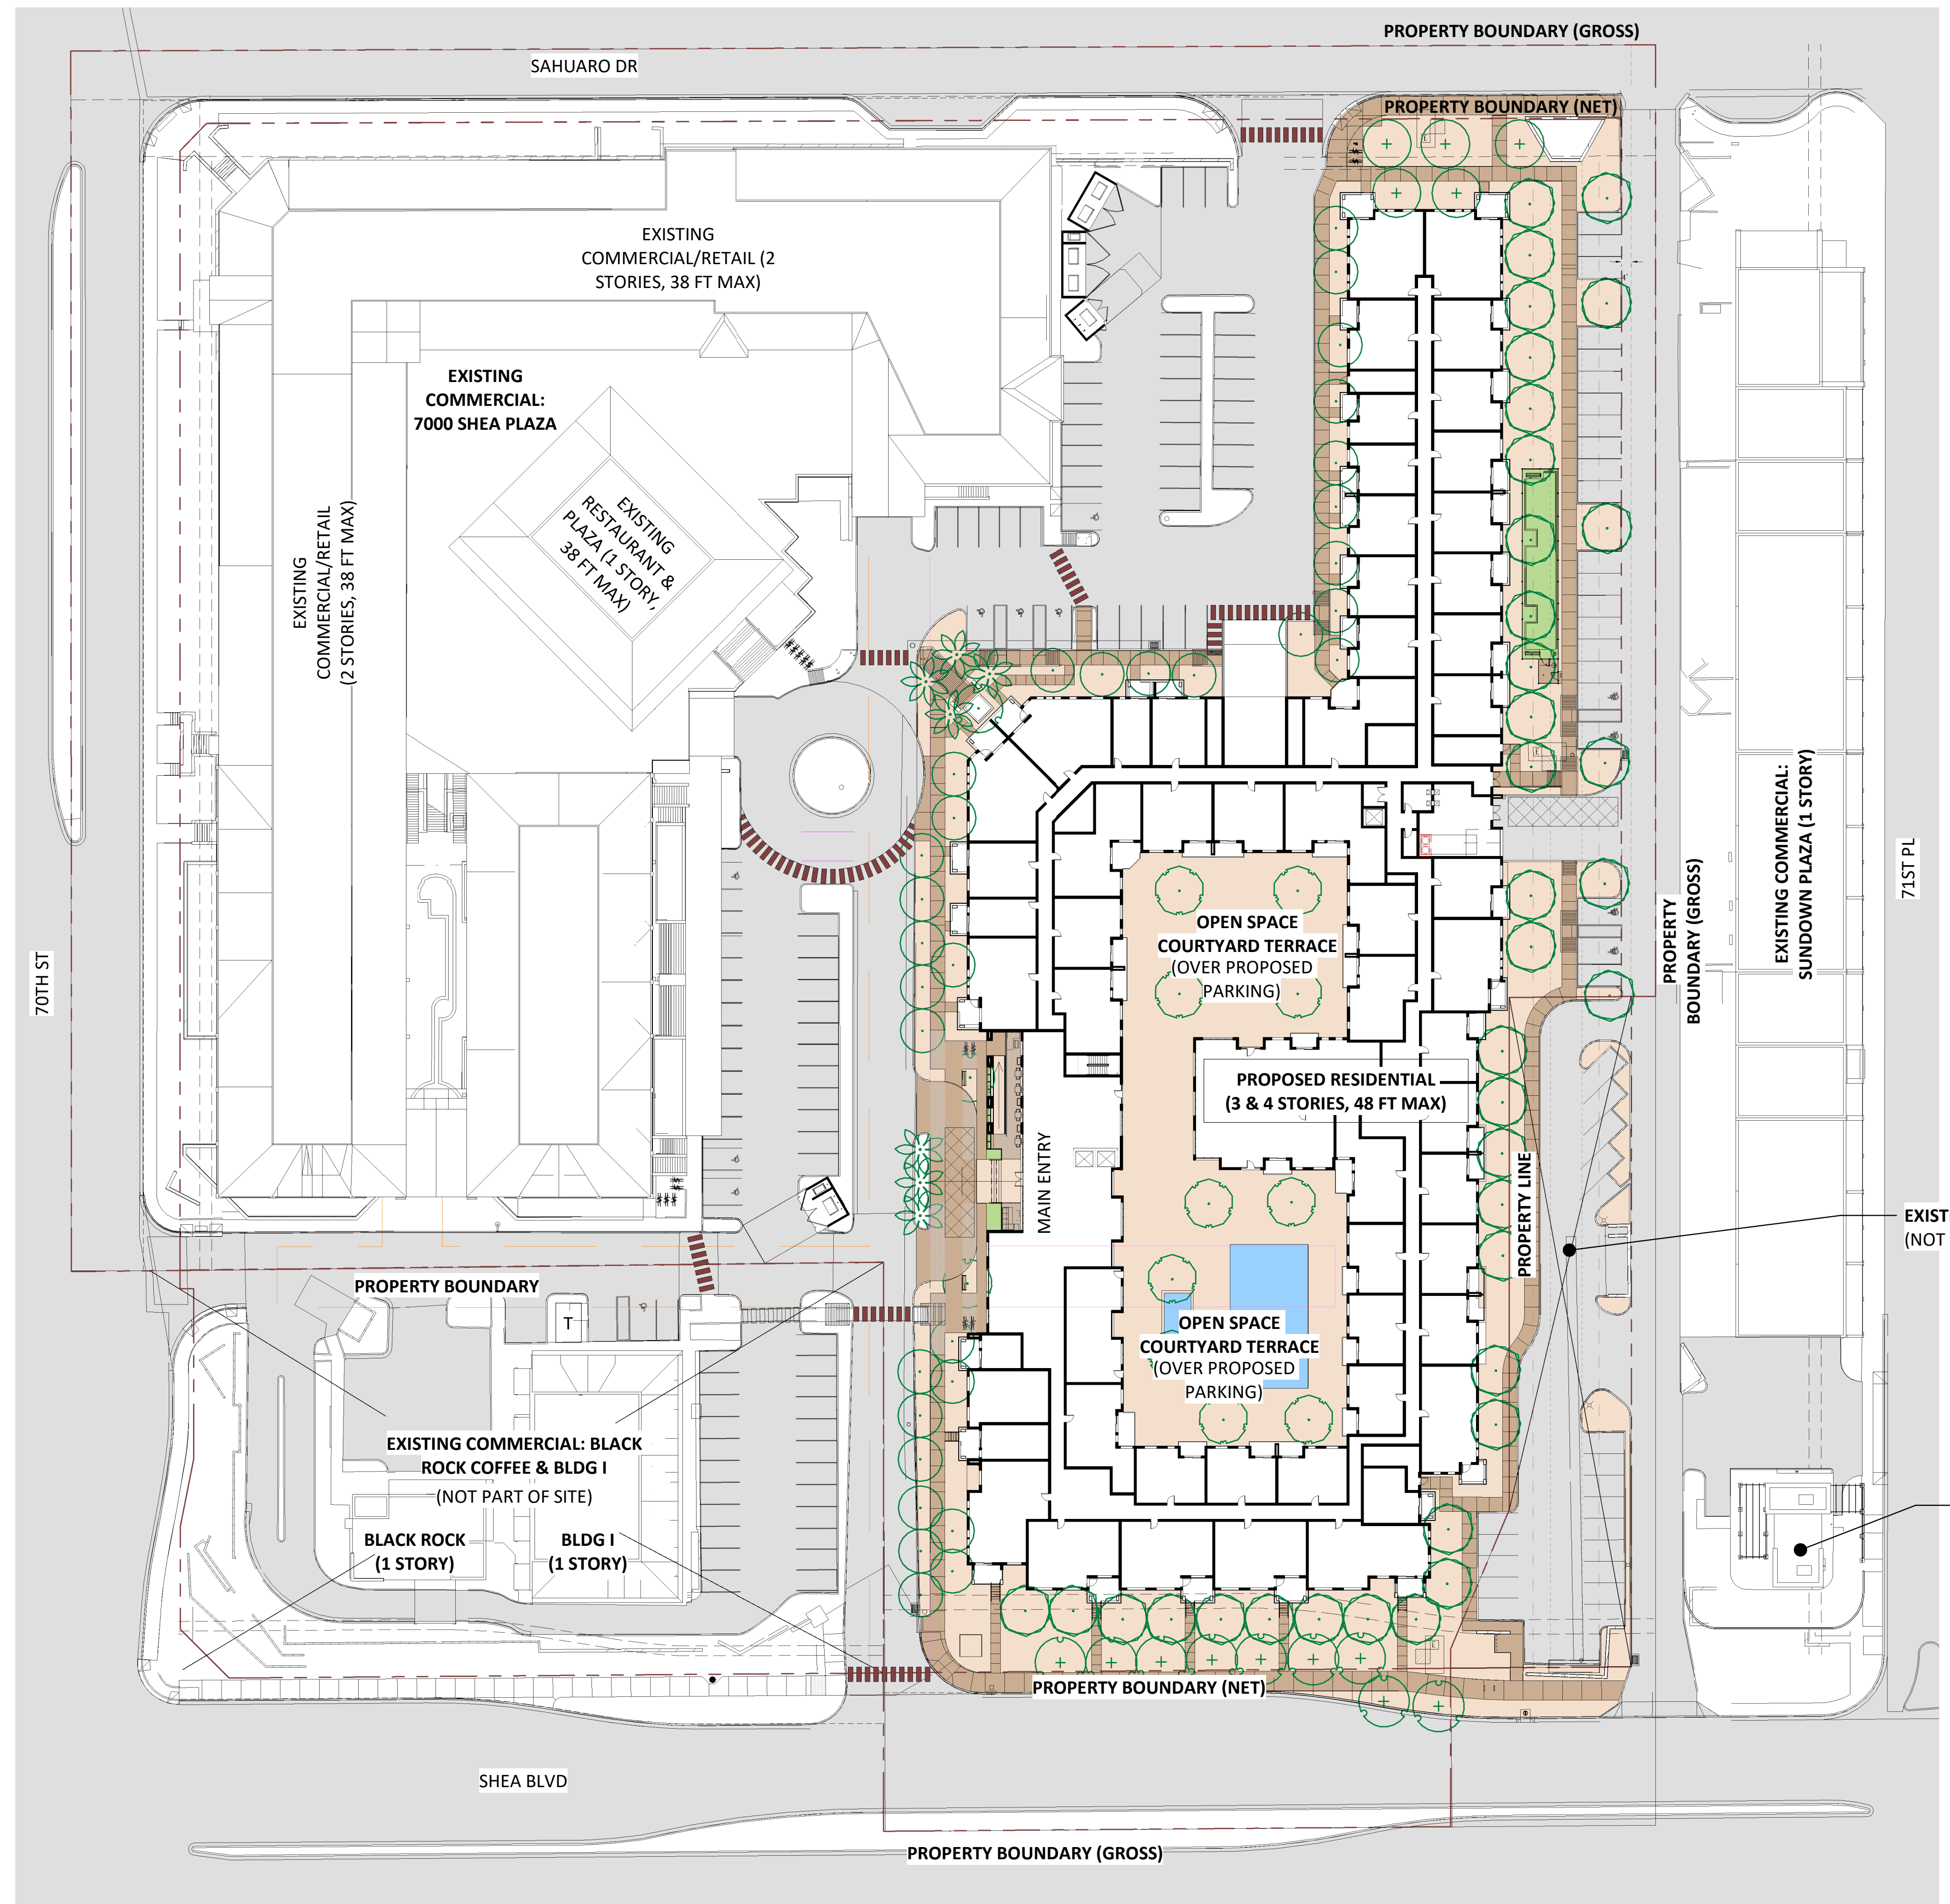 PROPERTY BOUNDARY (GROSS)
SAHUARO DR
PROPERTY BOUNDARY (NET)
EXISTING
COMMERCIAL/RETAIL (2
STORIES, 38 FT MAX)
EXISTING
COMMERCIAL:
7000 SHEA PLAZA
EXISTING
RESTAURANT &
PLAZA (1 STORY,
38 FT MAX)
EXISTING
COMMERCIAL/RETAIL
(2 STORIES, 38 FT MAX)
70TH ST
OPEN SPACE
COURTYARD TERRACE
(OVER PROPOSED
PARKING)
PROPERTY
BOUNDARY (GROSS)
EXISTING COMMERCIAL:
SUNDOWN PLAZA (1 STORY)
71ST PL
PROPOSED RESIDENTIAL
(3 & 4 STORIES, 48 FT MAX)
MAIN ENTRY
PROPERTY LINE
EXIST
(NOT
PROPERTY BOUNDARY
T
OPEN SPACE
COURTYARD TERRACE
(OVER PROPOSED
PARKING)
EXISTING COMMERCIAL: BLACK
ROCK COFFEE & BLDG I
(NOT PART OF SITE)
BLACK ROCK
(1 STORY)
BLDG I
(1 STORY)
PROPERTY BOUNDARY (NET)
SHEA BLVD
PROPERTY BOUNDARY (GROSS)